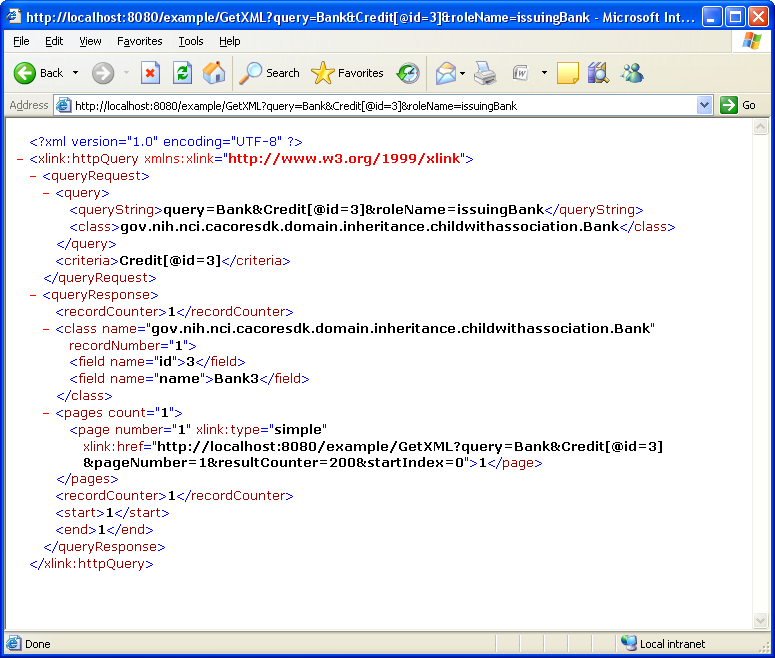 http://localhost:8080/example/GetXML?query=Bank&Credit[@id=3]&roleName=issuingBank - Microsoft Int...
File Edit View Favorites Tools Help
Back Search Favorites
Address http://localhost:8080/example/GetXML?query=Bank&Credit[@id=3]&roleName=issuingBank Go
<?xml version="1.0" encoding="UTF-8" ?>
- <xlink:httpQuery xmlns:xlink="http://www.w3.org/1999/xlink">
- <queryRequest>
- <query>
<queryString>query=Bank&Credit[@id=3]&roleName=issuingBank</queryString>
<class>gov.nih.nci.cacoresdk.domain.inheritance.childwithassociation.Bank</class>
</query>
<criteria>Credit[@id=3]</criteria>
</queryRequest>
- <queryResponse>
<recordCounter>1</recordCounter>
- <class name="gov.nih.nci.cacoresdk.domain.inheritance.childwithassociation.Bank"
recordNumber="1">
<field name="id">3</field>
<field name="name">Bank3</field>
</class>
- <pages count="1">
<page number="1" xlink:type="simple"
xlink:href="http://localhost:8080/example/GetXML?query=Bank&Credit[@id=3]
&pageNumber=1&resultCounter=200&startIndex=0">1</page>
</pages>
<recordCounter>1</recordCounter>
<start>1</start>
<end>1</end>
</queryResponse>
</xlink:httpQuery>
Done Local intranet